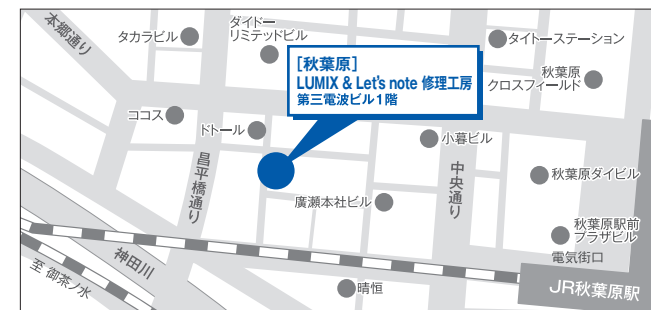 本郷通り
タカラビル
ダイドー
リミテッドビル
タイトーステーション
[秋葉原]
LUMIX & Let's note 修理工房
第三電波ビル1階
秋葉原
クロスフィールド
ココス
ドトール
小暮ビル
昌平橋通り
中央通り
秋葉原ダイビル
廣瀬本社ビル
秋葉原駅前
プラザビル
電気街口
神田川
至 御茶ノ水
晴恒
JR秋葉原駅